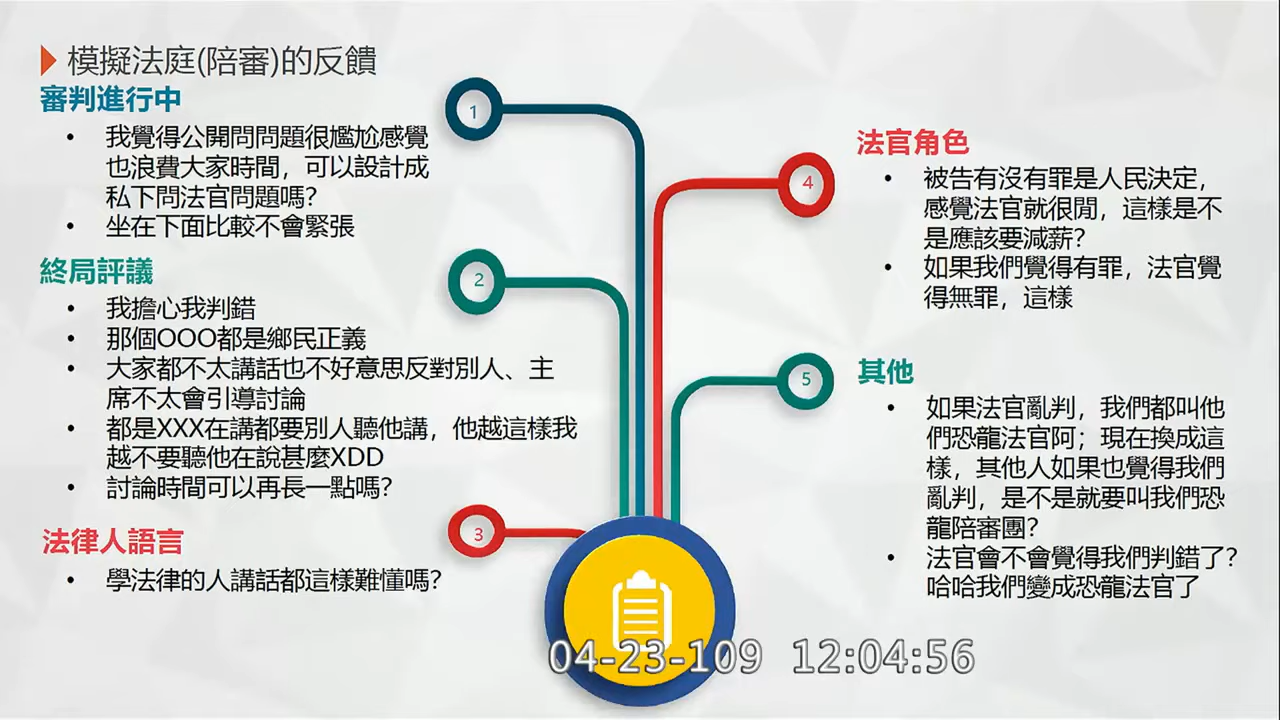 模擬法庭(陪審)的反饋
審判進行中
• 我覺得公開問問題很尷尬感覺
也浪費大家時間，可以設計成
私下問法官問題嗎?
• 坐在下面比較不會緊張
終局評議
• 我擔心我判錯
• 那個OOO都是鄉民正義
• 大家都不太講話也不好意思反對別人、主
席不太會引導討論
• 都是XXX在講都要別人聽他講，他越這樣我
越不要聽他在說甚麼XDD
• 討論時間可以再長一點嗎?
法律人語言
• 學法律的人講話都這樣難懂嗎?
1
2
3
4
5
法官角色
• 被告有沒有罪是人民決定，
感覺法官就很閒，這樣是不
是應該要減薪?
• 如果我們覺得有罪，法官覺
得無罪，這樣
其他
• 如果法官亂判，我們都叫他
們恐龍法官阿；現在換成這
樣，其他人如果也覺得我們
亂判，是不是就要叫我們恐
龍陪審團?
• 法官會不會覺得我們判錯了?
哈哈我們變成恐龍法官了
04-23-109 12:04:56